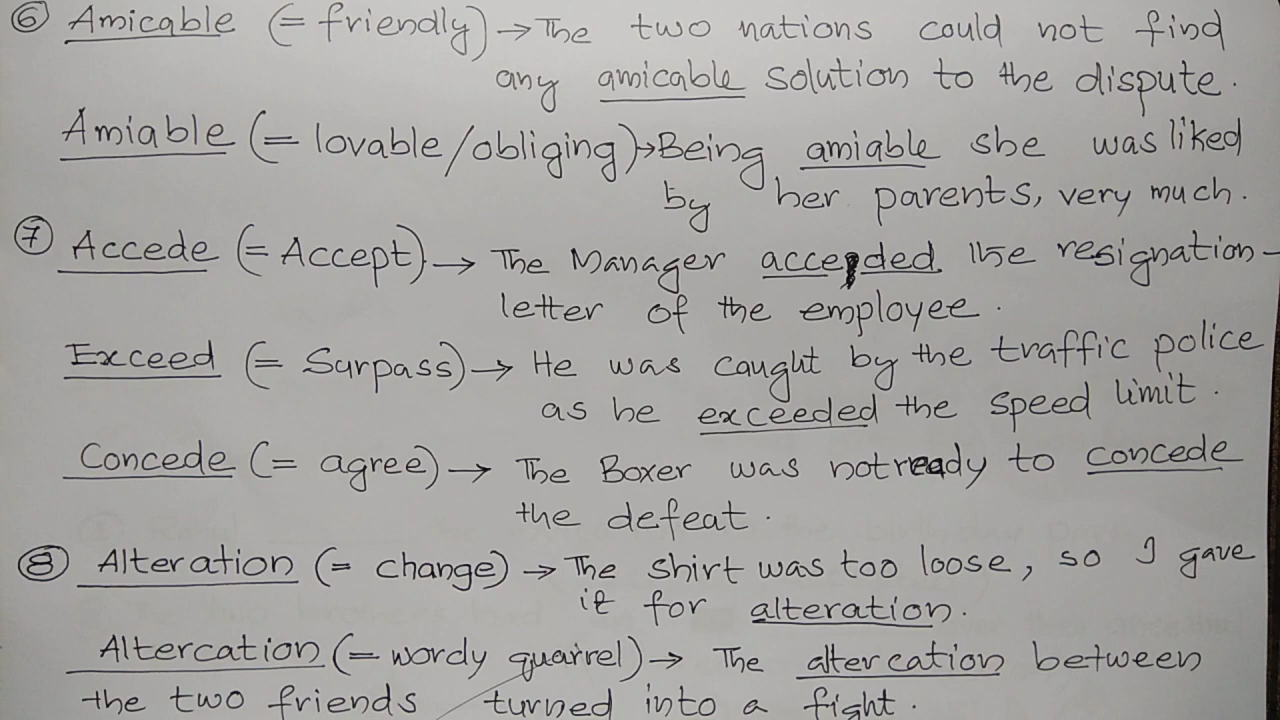 ⑥ Amicable (= friendly) → The two nations could not find
any amicable solution to the dispute.
Amiable (= lovable/obliging) → Being amiable she was liked
by her parents, very much.
⑦ Accede (= Accept) → The Manager acceded the resignation-
letter of the employee.
Exceed (= Surpass) → He was caught by the traffic police
as he exceeded the speed limit.
Concede (= agree) → The Boxer was not ready to concede
the defeat.
⑧ Alteration (= change) → The shirt was too loose, so I gave
it for alteration.
Altercation (= wordy quarrel) → The altercation between
the two friends turned into a fight.